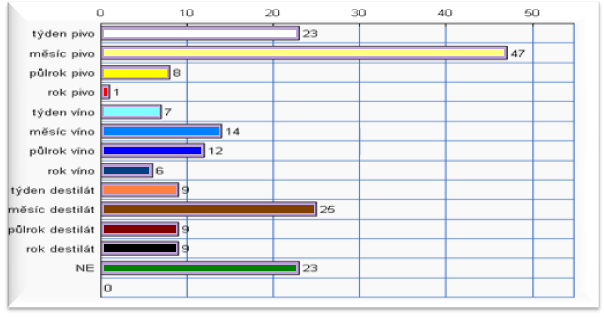 0 10 20 30 40 50
týden pivo 23
měsíc pivo 47
půlrok pivo 8
rok pivo 1
týden víno 7
měsíc víno 14
půlrok víno 12
rok víno 6
týden destilát 9
měsíc destilát 25
půlrok destilát 9
rok destilát 9
NE 23
0